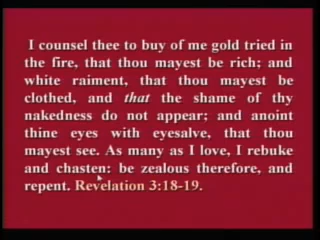 I counsel thee to buy of me gold tried in
the fire, that thou mayest be rich; and
white raiment, that thou mayest be
clothed, and that the shame of thy
nakedness do not appear; and anoint
thine eyes with eyesalve, that thou
mayest see. As many as I love, I rebuke
and chasten: be zealous therefore, and
repent. Revelation 3:18-19.